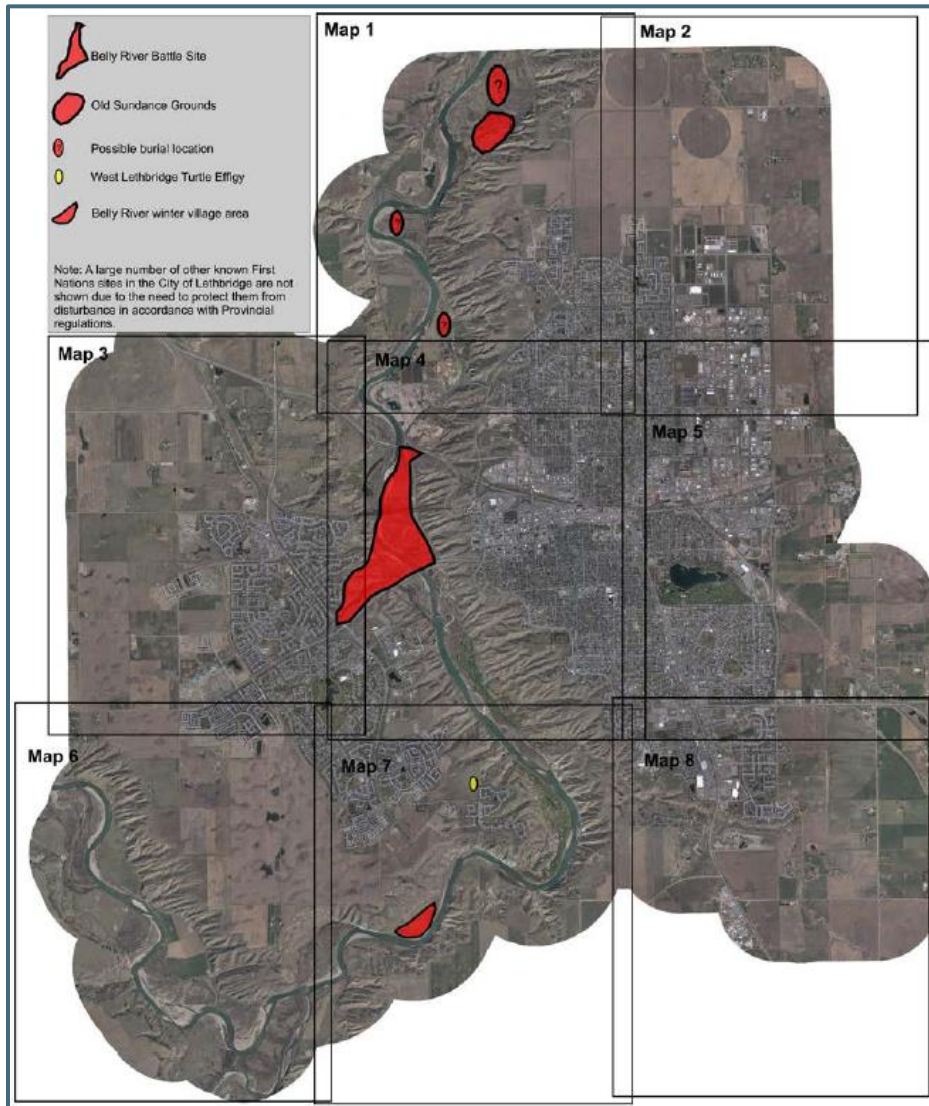 Belly River Battle Site
Old Sundance Grounds
Possible burial location
West Lethbridge Turtle Effigy
Belly River winter village area
Note: A large number of other known First
Nations sites in the City of Lethbridge are not
shown due to the need to protect them from
disturbance in accordance with Provincial
regulations.
Map 1
Map 2
?
?
?
?
Map 3
Map 4
Map 5
Map 6
Map 7
Map 8